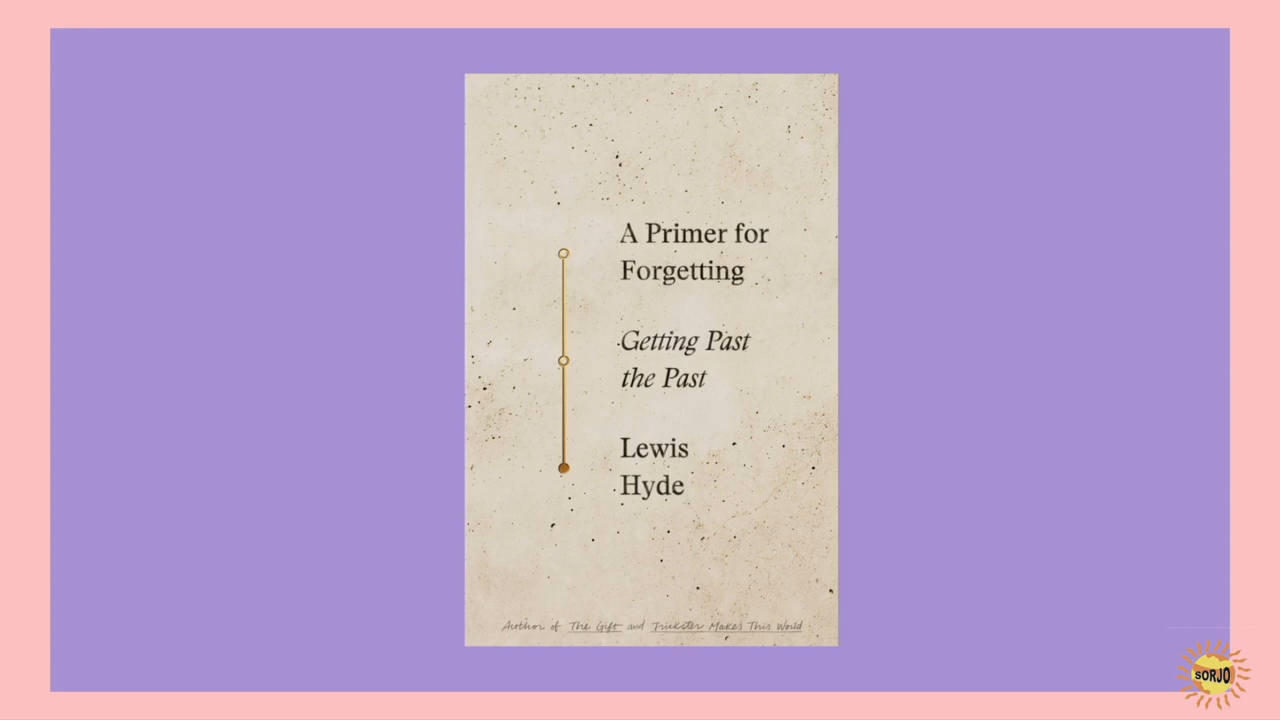 A Primer for
Forgetting
Getting Past
the Past
Lewis
Hyde
Author of The Gift and Trickster Makes This World
SORJO